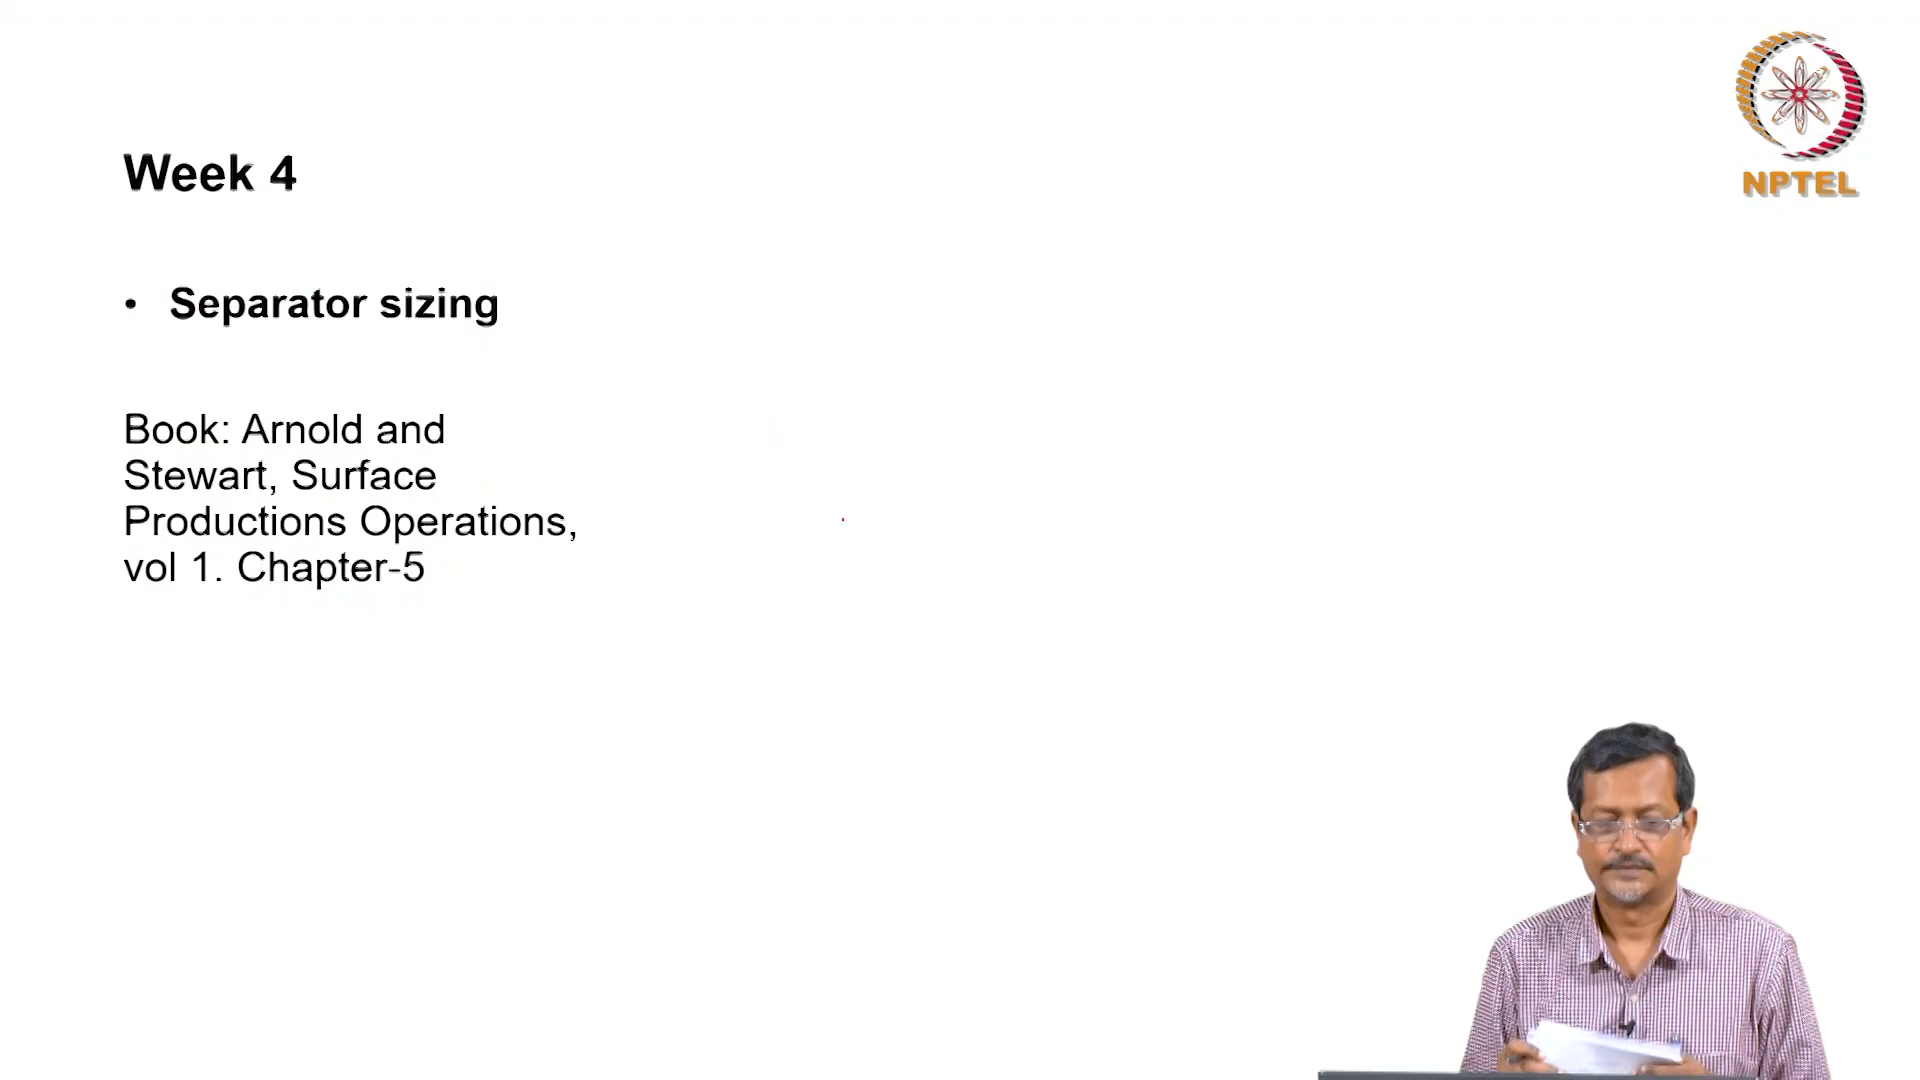 NPTEL
Week 4
• Separator sizing
Book: Arnold and
Stewart, Surface
Productions Operations,
vol 1. Chapter-5